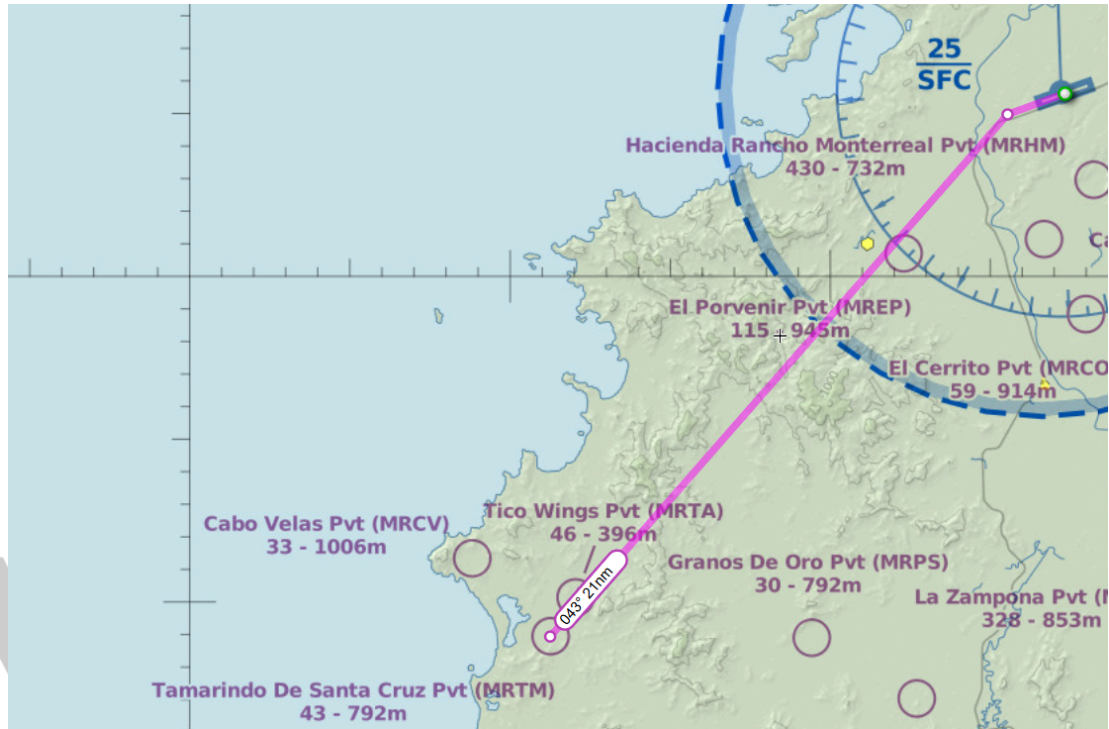 25
SFC
Hacienda Rancho Monterreal Pvt (MRHM)
430 - 732m
Ca
El Porvenir Pvt (MREP)
115 - 945m
El Cerrito Pvt (MRCO
59 - 914m
1000
Tico Wings Pvt (MRTA)
46 - 396m
Cabo Velas Pvt (MRCV)
33 - 1006m
Granos De Oro Pvt (MRPS)
30 - 792m
043° 21nm
La Zampona Pvt (M
328 - 853m
Tamarindo De Santa Cruz Pvt (MRTM)
43 - 792m